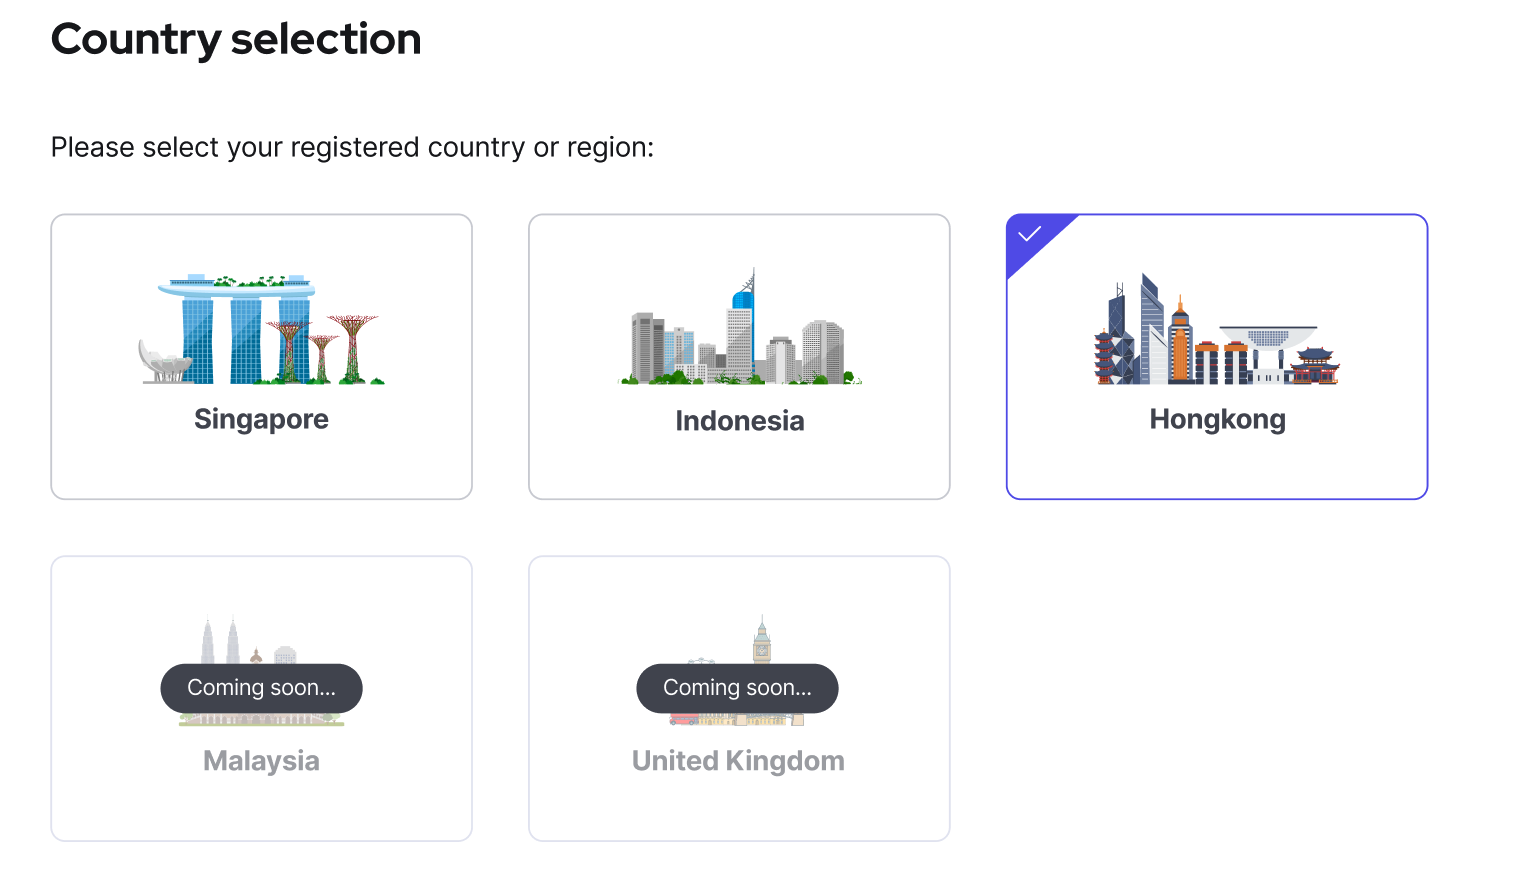 Country selection
Please select your registered country or region:
Singapore
Indonesia
Hongkong
Coming soon...
Malaysia
Coming soon...
United Kingdom